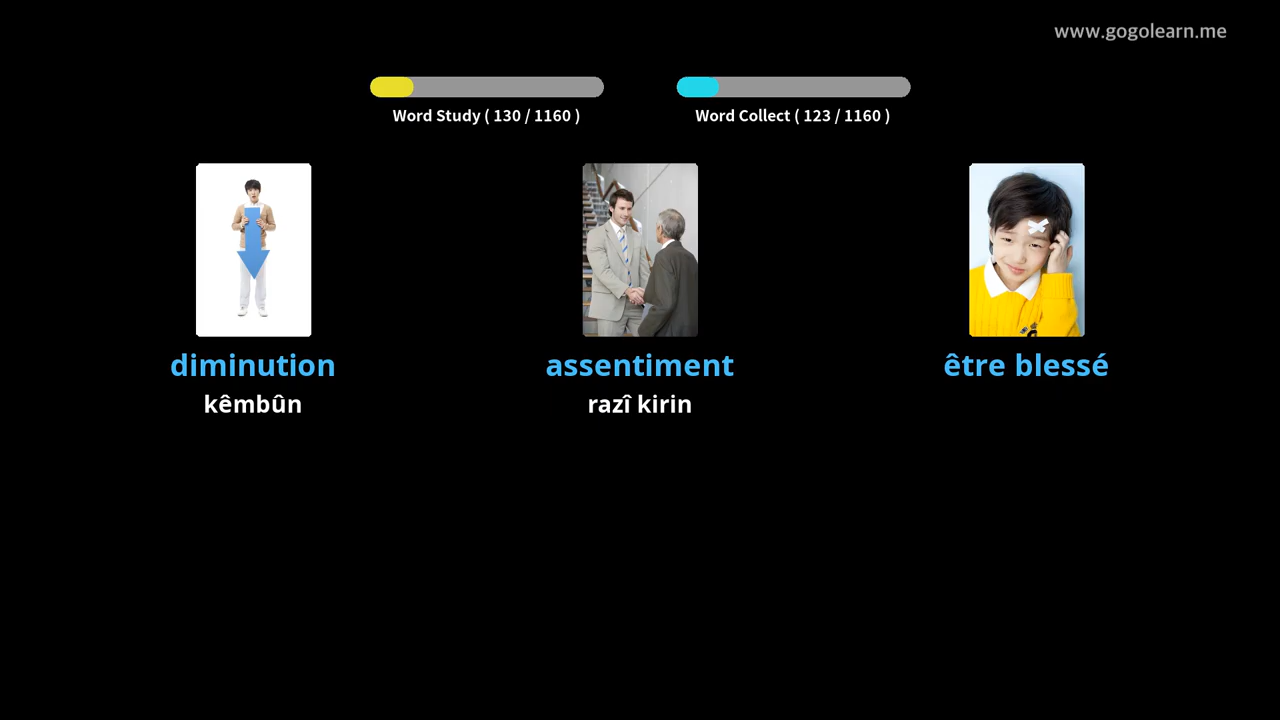 www.gogolearn.me
Word Study ( 130 / 1160 )
Word Collect ( 123 / 1160 )
diminution
assentiment
être blessé
kêmbûn
razî kirin